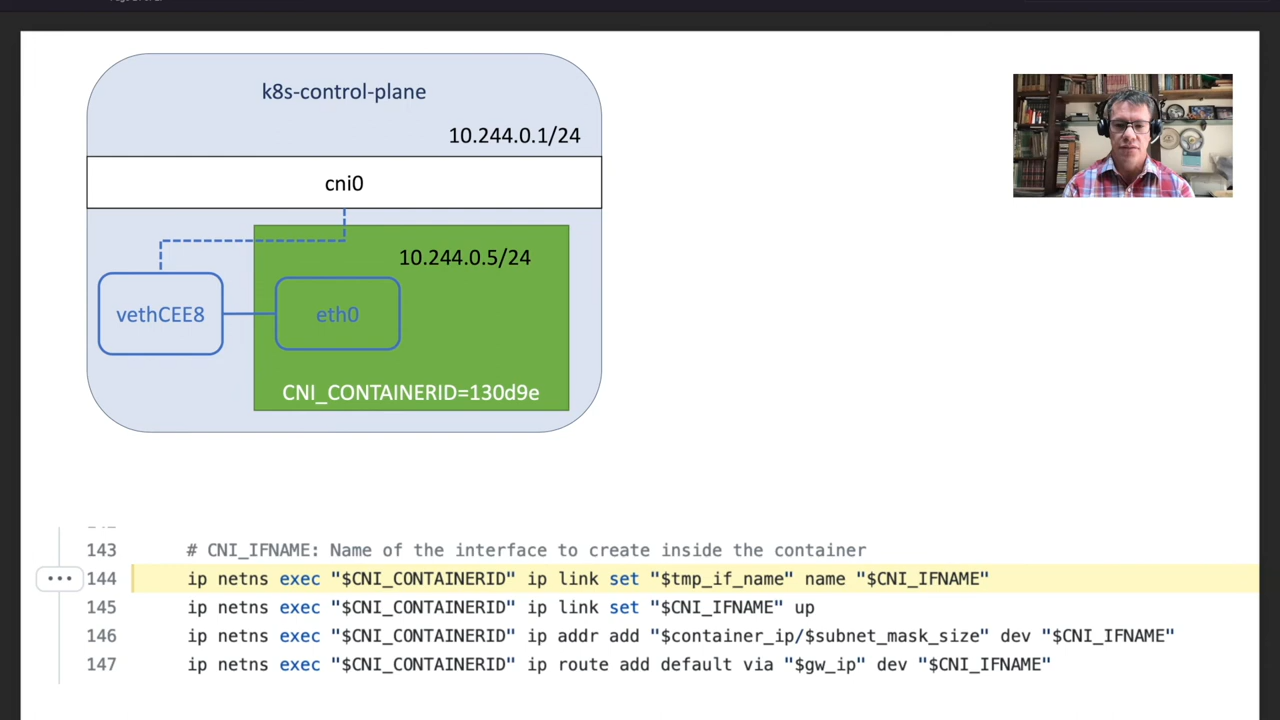 k8s-control-plane
10.244.0.1/24
cni0
10.244.0.5/24
vethCEE8
eth0
CNI_CONTAINERID=130d9e
143 # CNI_IFNAME: Name of the interface to create inside the container
144 ip netns exec "$CNI_CONTAINERID" ip link set "$tmp_if_name" name "$CNI_IFNAME"
145 ip netns exec "$CNI_CONTAINERID" ip link set "$CNI_IFNAME" up
146 ip netns exec "$CNI_CONTAINERID" ip addr add "$container_ip/$subnet_mask_size" dev "$CNI_IFNAME"
147 ip netns exec "$CNI_CONTAINERID" ip route add default via "$gw_ip" dev "$CNI_IFNAME"